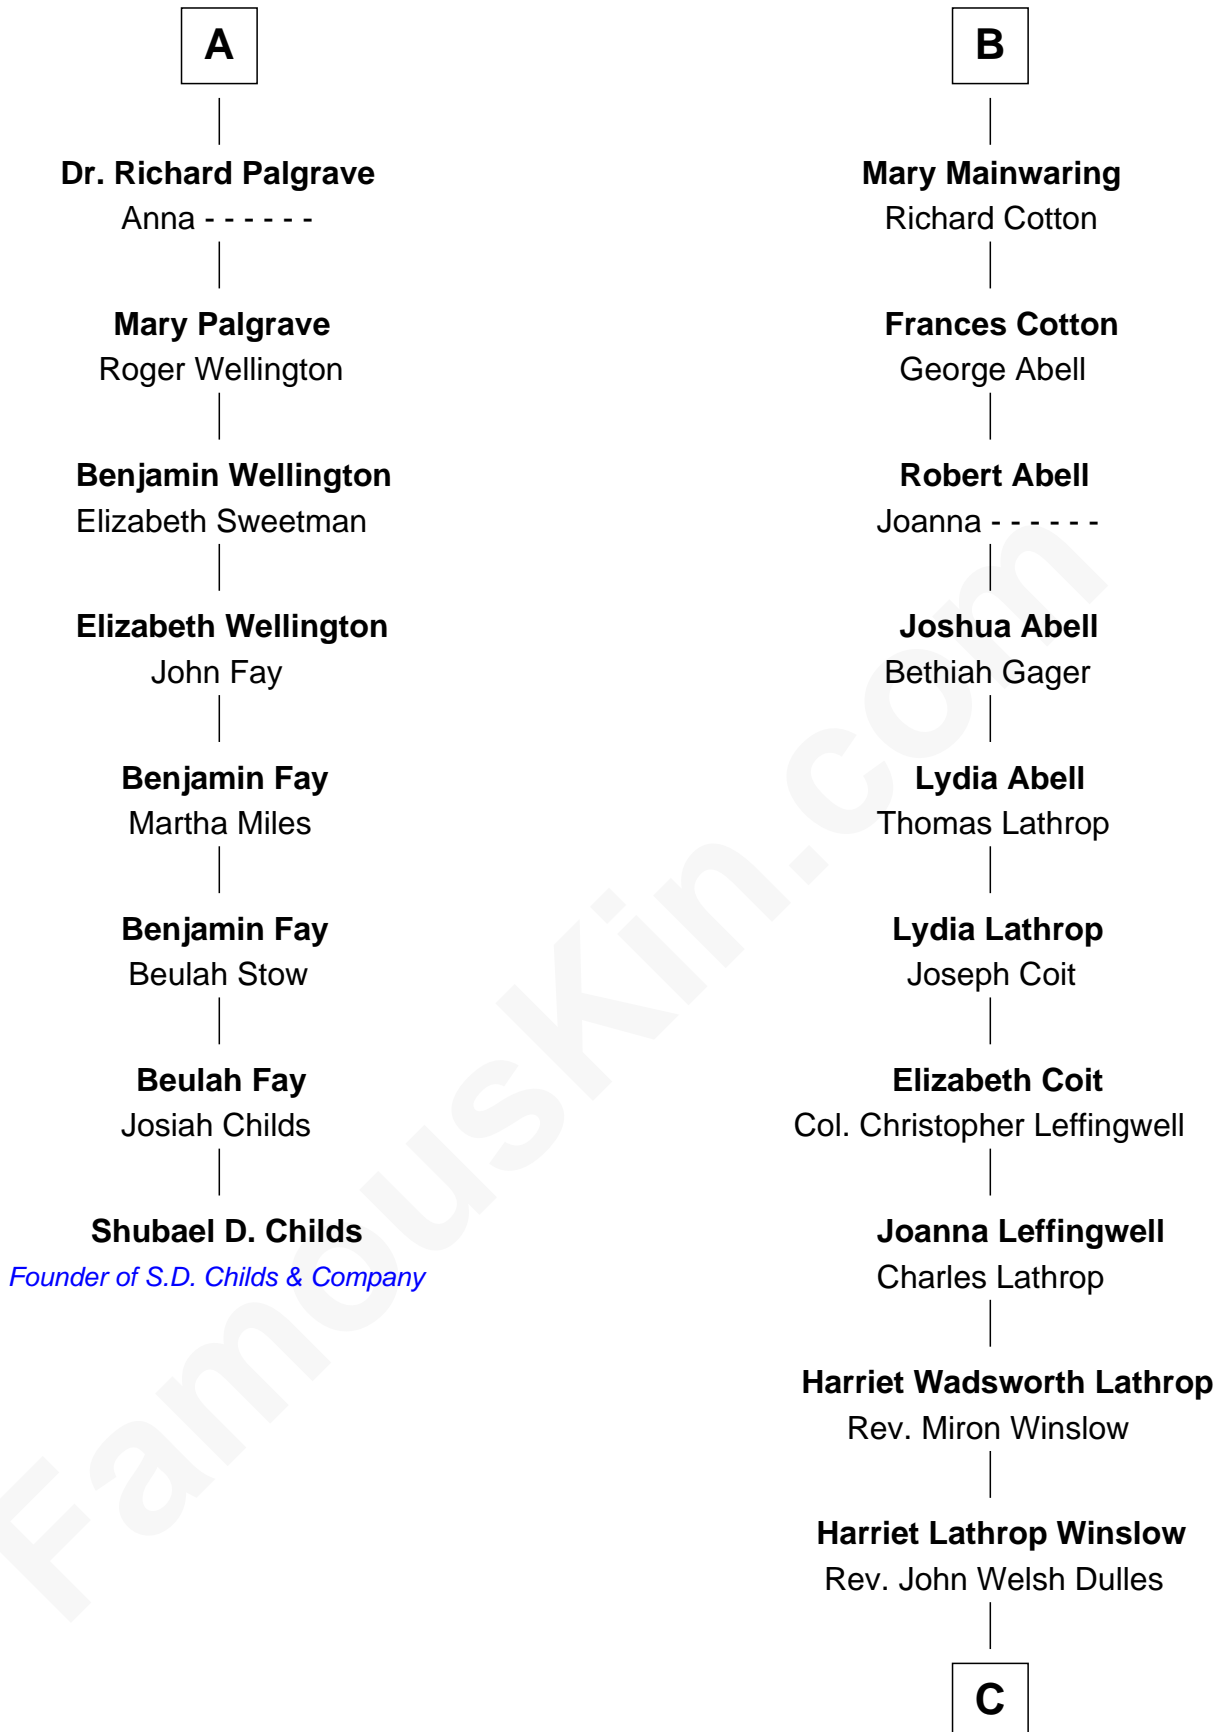 A
Dr. Richard Palgrave
Anna - - - - - -
Mary Palgrave
Roger Wellington
Benjamin Wellington
Elizabeth Sweetman
Elizabeth Wellington
John Fay
Benjamin Fay
Martha Miles
Benjamin Fay
Beulah Stow
Beulah Fay
Josiah Childs
Shubael D. Childs
Founder of S.D. Childs & Company
B
Mary Mainwaring
Richard Cotton
Frances Cotton
George Abell
Robert Abell
Joanna - - - - - -
Joshua Abell
Bethiah Gager
Lydia Abell
Thomas Lathrop
Lydia Lathrop
Joseph Coit
Elizabeth Coit
Col. Christopher Leffingwell
Joanna Leffingwell
Charles Lathrop
Harriet Wadsworth Lathrop
Rev. Miron Winslow
Harriet Lathrop Winslow
Rev. John Welsh Dulles
C
FamousKin.com